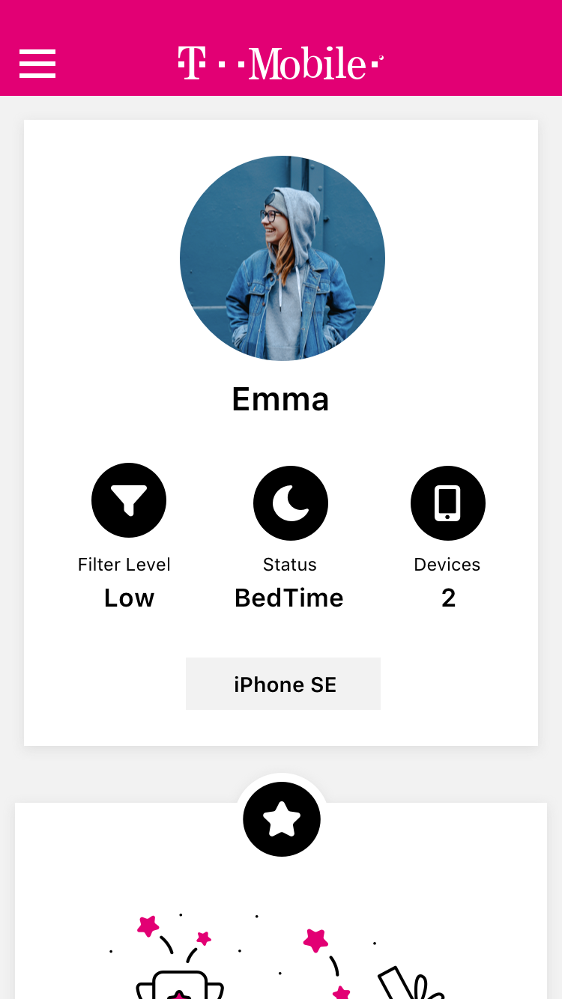 T · · Mobile ·
Emma
Filter Level
Status
Devices
Low
BedTime
2
iPhone SE